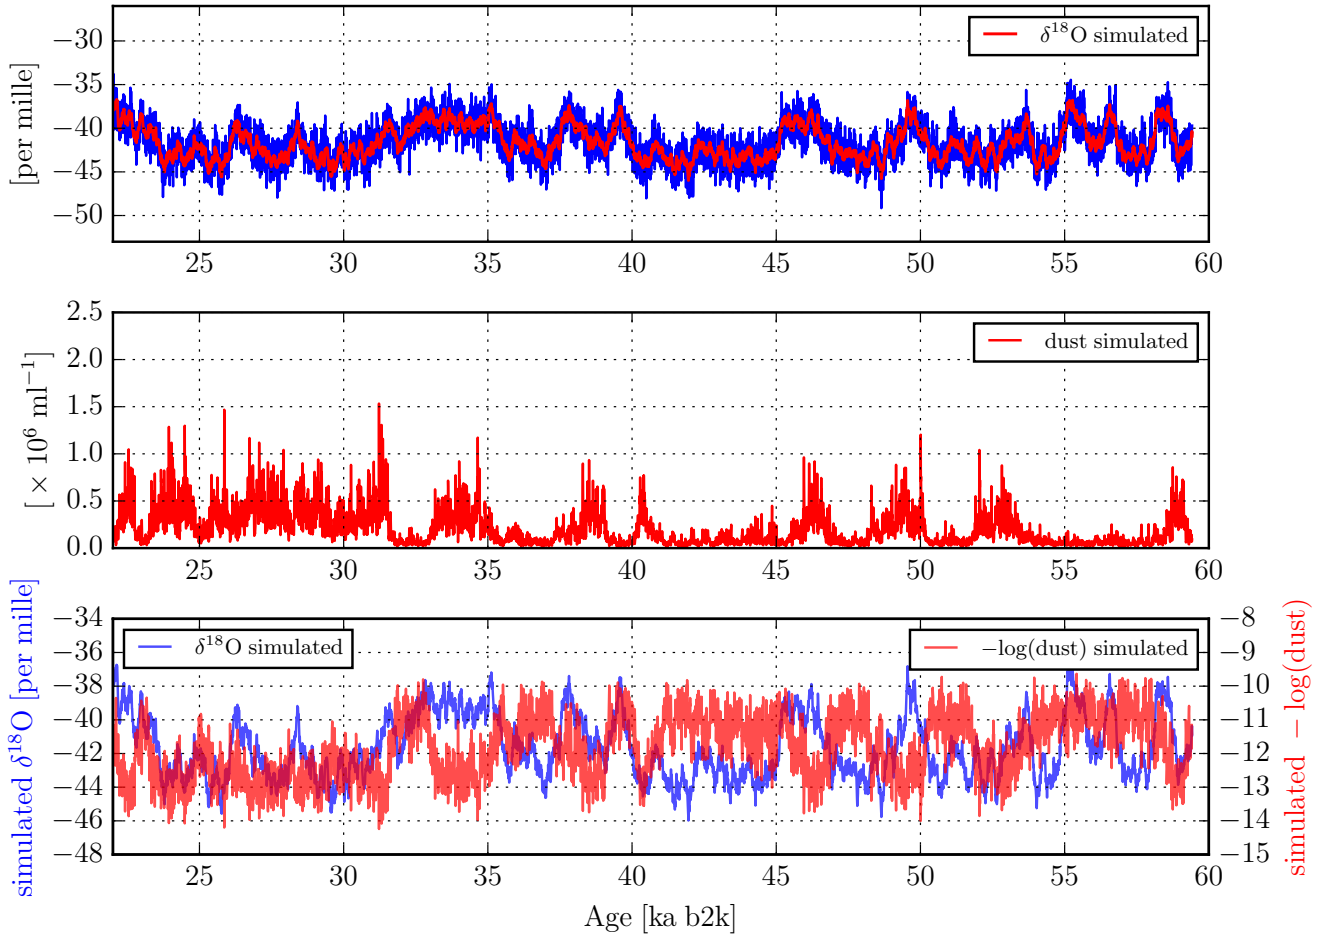 −30
−35
−40
−45
−50
[per mille]
δ¹⁸O simulated
25 30 35 40 45 50 55 60
2.5
2.0
1.5
1.0
0.5
0.0
[ × 10⁶ ml⁻¹]
dust simulated
25 30 35 40 45 50 55 60
−34
−36
−38
−40
−42
−44
−46
−48
simulated δ¹⁸O [per mille]
δ¹⁸O simulated
−log(dust) simulated
−8
−9
−10
−11
−12
−13
−14
−15
simulated − log(dust)
25 30 35 40 45 50 55 60
Age [ka b2k]